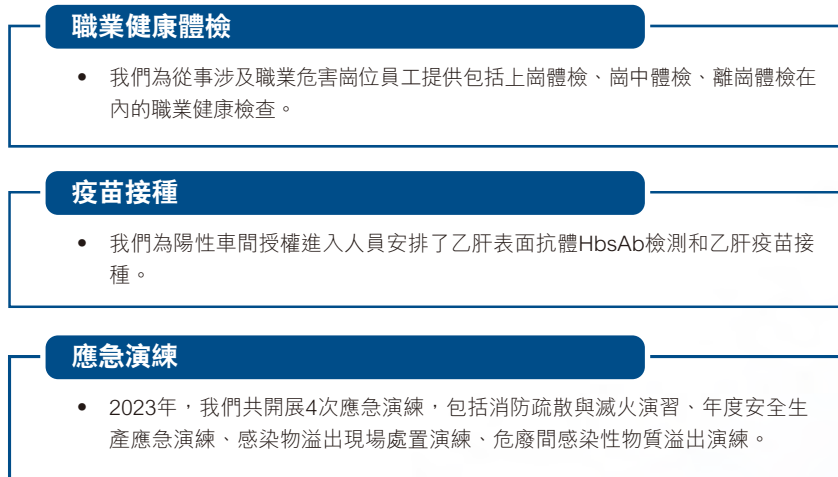 職業健康體檢
• 我們為從事涉及職業危害崗位員工提供包括上崗體檢、崗中體檢、離崗體檢在
內的職業健康檢查。
疫苗接種
• 我們為陽性車間授權進入人員安排了乙肝表面抗體HbsAb檢測和乙肝疫苗接
種。
應急演練
• 2023年，我們共開展4次應急演練，包括消防疏散與滅火演習、年度安全生
產應急演練、感染物溢出現場處置演練、危廢間感染性物質溢出演練。